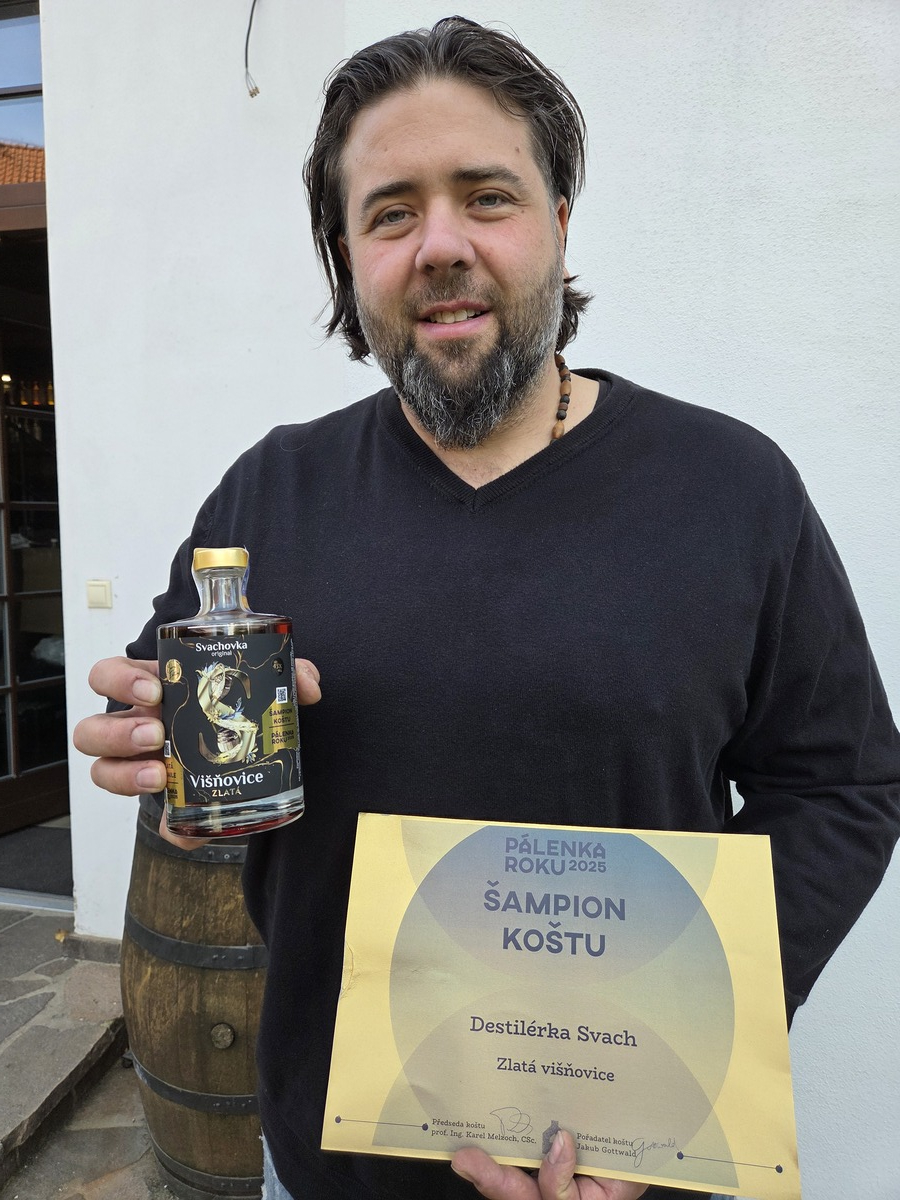 Svachovka
original
ŠAMPION
KOŠTU
PÁLENKA
ROKU
Višňovice
ZLATÁ
PÁLENKA
ROKU 2025
ŠAMPION
KOŠTU
Destilérka Svach
Zlatá višňovice
Předseda koštu
prof. Ing. Karel Melzoch, CSc.
Pořadatel koštu
Jakub Gottwald